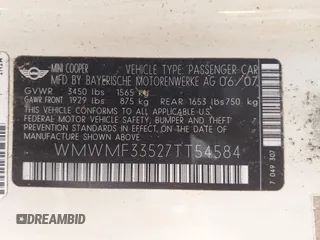 MINI COOPER VEHICLE TYPE PASSENGER CAR
MFD BY BAYERISCHE MOTORENWERKE AG 06/07
GVWR 3450 lbs 1565 kg
GAWR FRONT 1929 lbs 875 kg REAR 1653 lbs 750 kg
THIS VEHICLE CONFORMS TO ALL APPLICABLE
FEDERAL MOTOR VEHICLE SAFETY, BUMPER, AND
THEFT PREVENTION STANDARDS IN EFFECT
ON THE DATE OF MANUFACTURE SHOWN ABOVE
WMWMF33527TT54584
7 049 307
DREAMBID